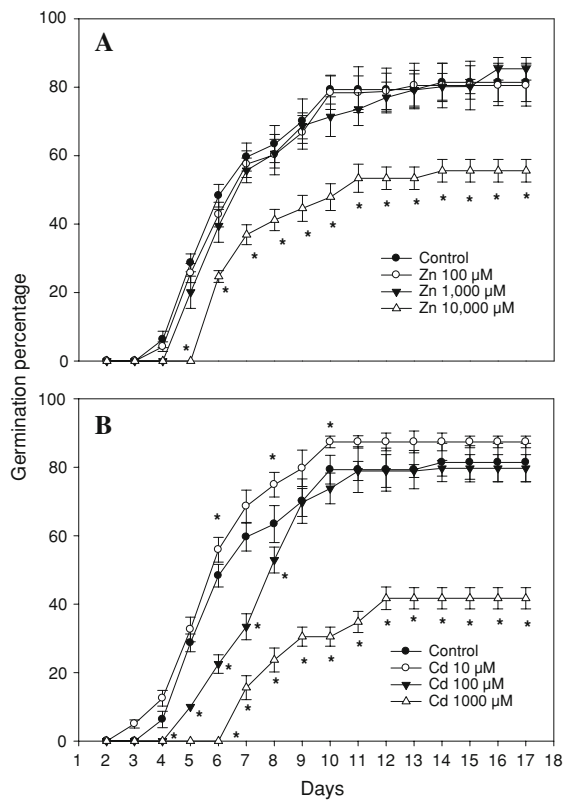 100
A
80
60
40
20
0
Control
Zn 100 µM
Zn 1,000 µM
Zn 10,000 µM
* * * * * * * * * * * * *
Germination percentage
100
B
80
60
40
20
0
Control
Cd 10 µM
Cd 100 µM
Cd 1000 µM
* * * * * * * * * * * * * * * * * * * * *
1 2 3 4 5 6 7 8 9 10 11 12 13 14 15 16 17 18
Days